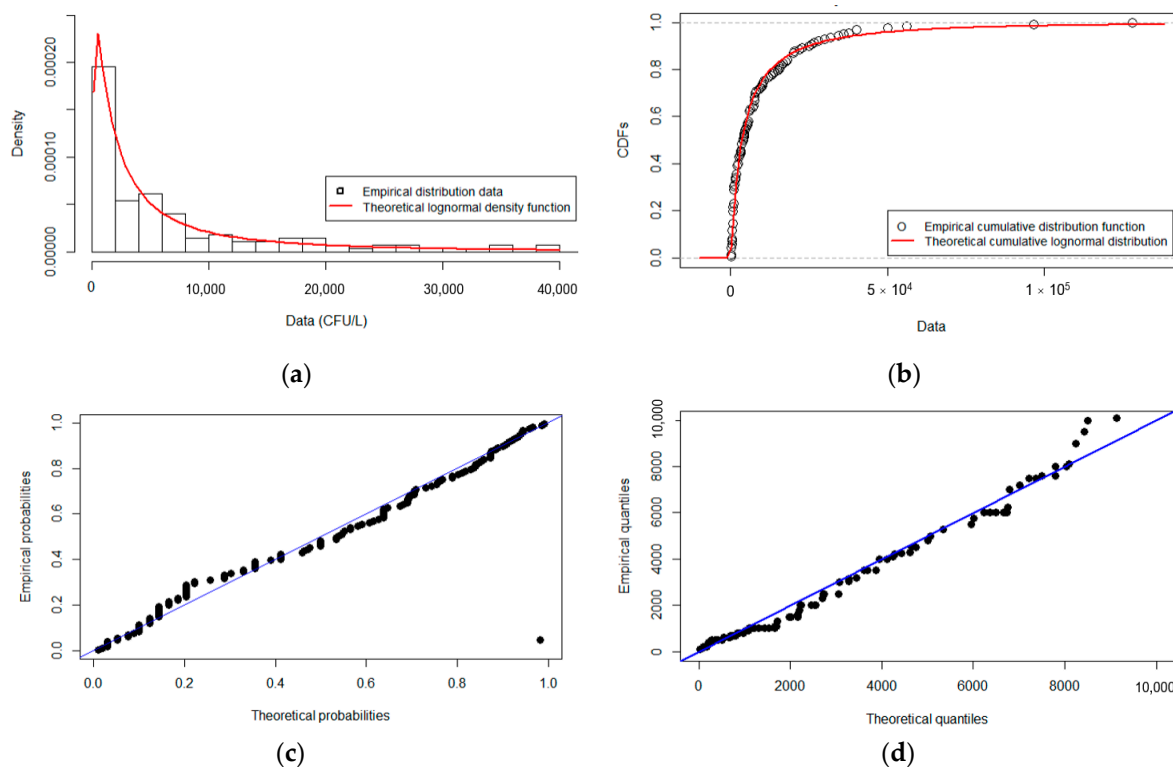 Density
0.00000
0.00010
0.00020
Empirical distribution data
Theoretical lognormal density function
0
10,000
20,000
30,000
40,000
Data (CFU/L)
(a)
CDFs
0.0
0.2
0.4
0.6
0.8
1.0
Empirical cumulative distribution function
Theoretical cumulative lognormal distribution
0
5 × 10⁴
1 × 10⁵
Data
(b)
Empirical probabilities
0.0
0.2
0.4
0.6
0.8
1.0
0.0
0.2
0.4
0.6
0.8
1.0
Theoretical probabilities
(c)
Empirical quantiles
0
2000
4000
6000
8000
10,000
0
2000
4000
6000
8000
10,000
Theoretical quantiles
(d)